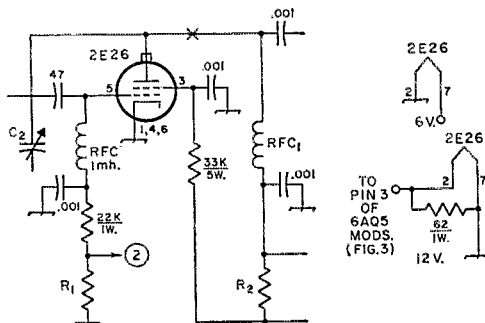 .001
2E26
47
5
3
.001
1,4,6
C2
RFC
1mh.
33K
5W.
RFC1
.001
.001
22K
1W.
2
R1
R2
2E26
2
7
6V.
2E26
2
7
TO
PIN 3
OF
6AQ5
MODS.
(FIG.3)
62
1W.
12V.